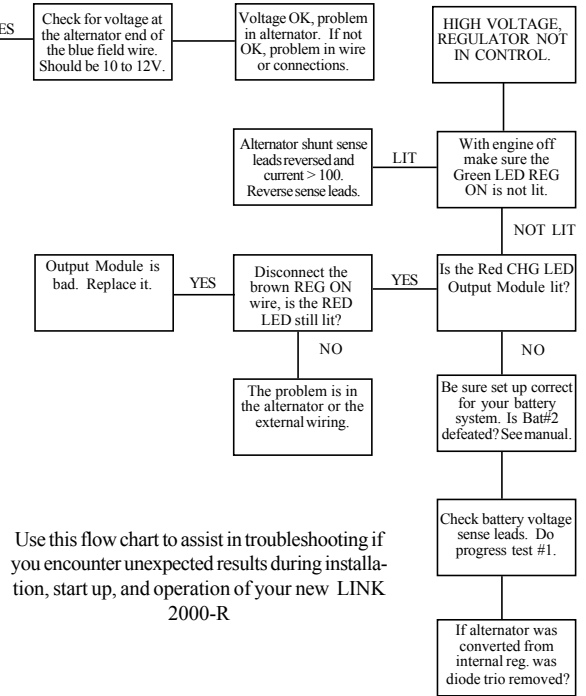 ES
Check for voltage at
the alternator end of
the blue field wire.
Should be 10 to 12V.
Voltage OK, problem
in alternator. If not
OK, problem in wire
or connections.
HIGH VOLTAGE,
REGULATOR NOT
IN CONTROL.
Alternator shunt sense
leads reversed and
current > 100.
Reverse sense leads.
LIT
With engine off
make sure the
Green LED REG
ON is not lit.
NOT LIT
Output Module is
bad. Replace it.
YES
Disconnect the
brown REG ON
wire, is the RED
LED still lit?
YES
Is the Red CHG LED
Output Module lit?
NO
NO
The problem is in
the alternator or the
external wiring.
Be sure set up correct
for your battery
system. Is Bat#2
defeated? See manual.
Use this flow chart to assist in troubleshooting if
you encounter unexpected results during installa-
tion, start up, and operation of your new LINK
2000-R
Check battery voltage
sense leads. Do
progress test #1.
If alternator was
converted from
internal reg. was
diode trio removed?